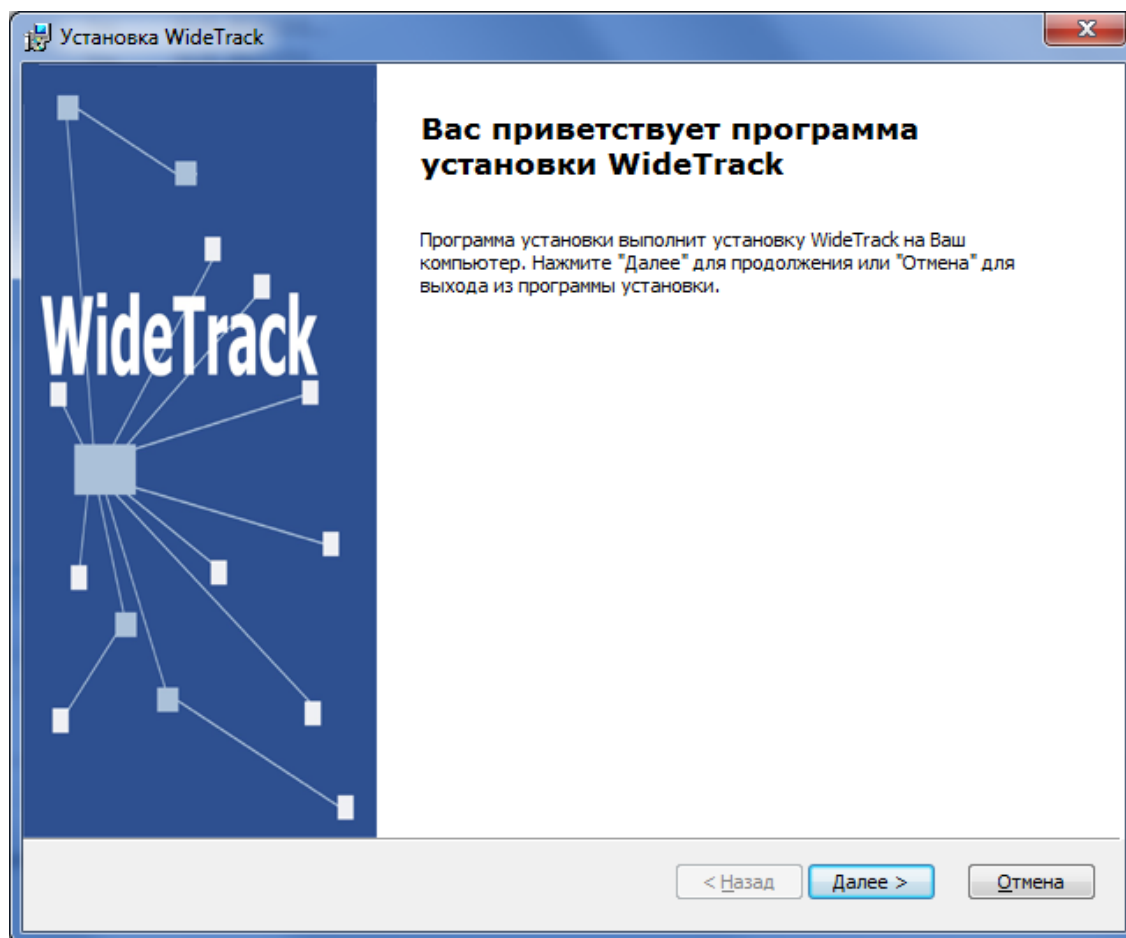 Установка WideTrack
WideTrack
Вас приветствует программа
установки WideTrack
Программа установки выполнит установку WideTrack на Ваш
компьютер. Нажмите "Далее" для продолжения или "Отмена" для
выхода из программы установки.
< Назад
Далее >
Отмена